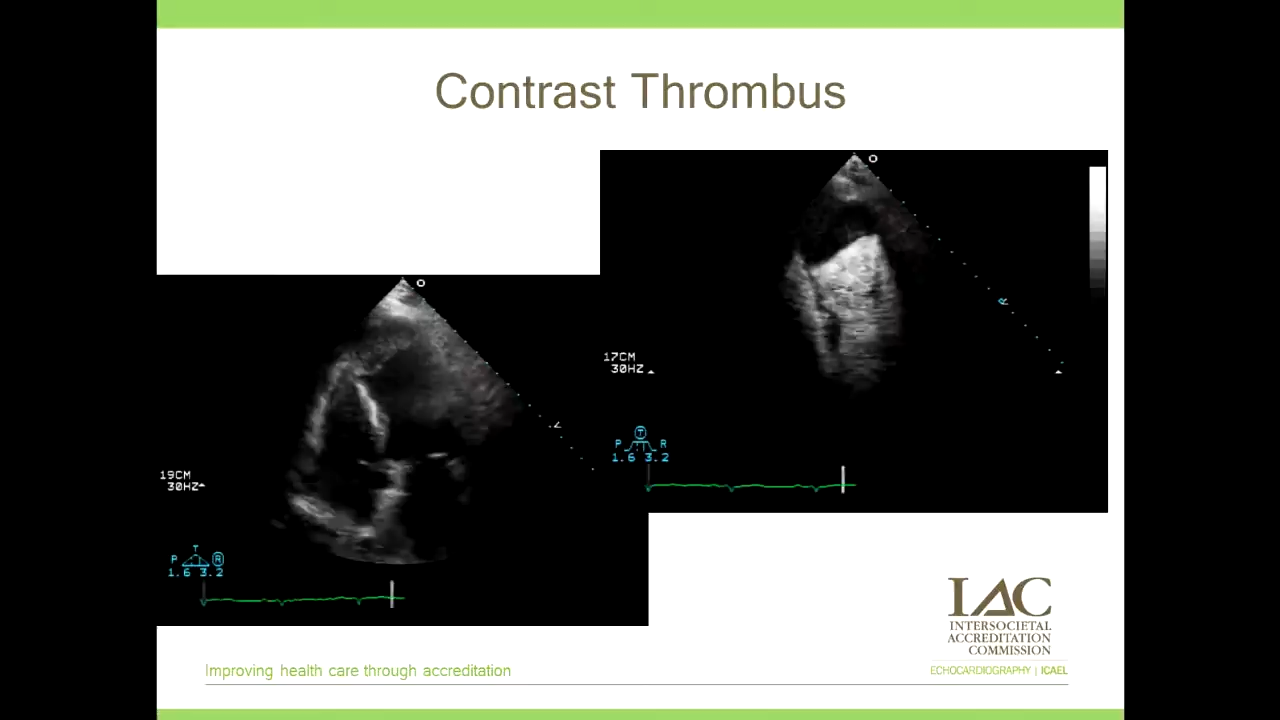 Contrast Thrombus
17CM
30HZ
T
P R
1.6 3.2
19CM
30HZ
T
P R
1.6 3.2
IAC
INTERSOCIETAL
ACCREDITATION
COMMISSION
ECHOCARDIOGRAPHY | ICAEL
Improving health care through accreditation